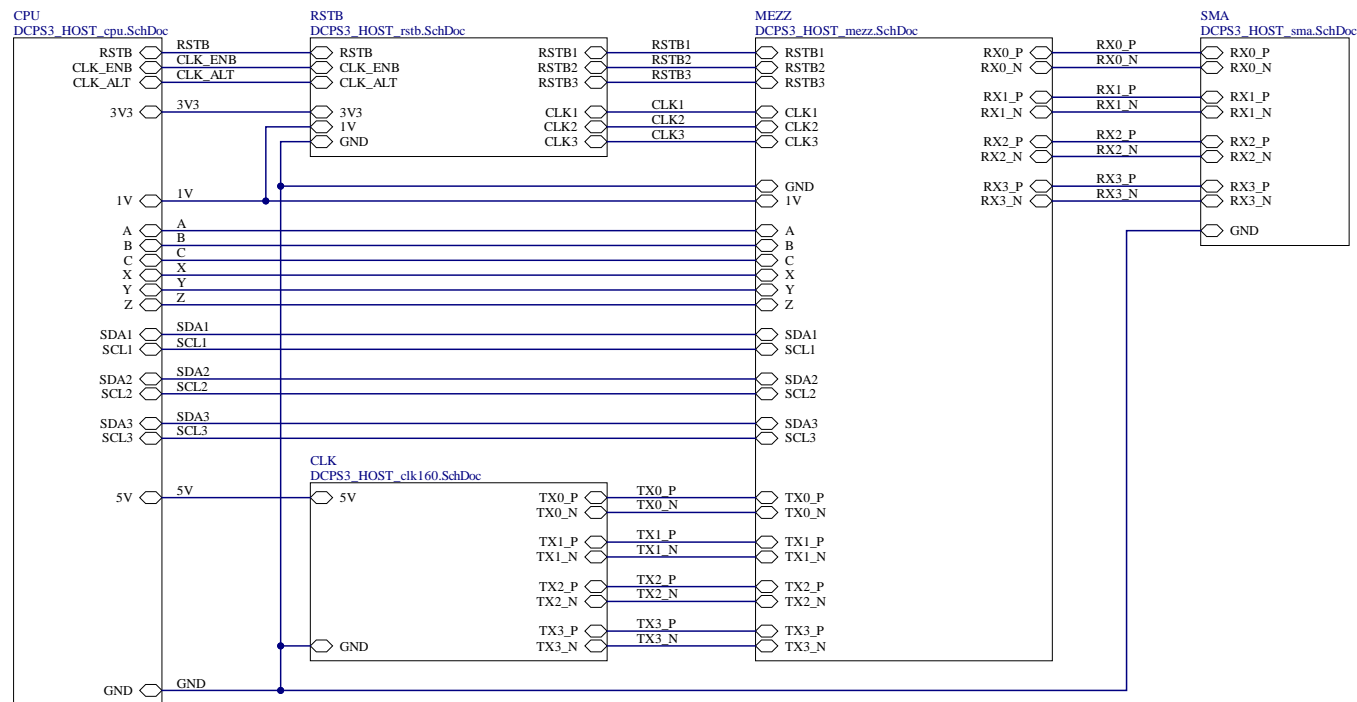 CPU
DCPS3_HOST_cpu.SchDoc
RSTB
CLK_ENB
CLK_ALT
3V3
1V
A
B
C
X
Y
Z
SDA1
SCL1
SDA2
SCL2
SDA3
SCL3
5V
GND
RSTB
CLK_ENB
CLK_ALT
3V3
1V
A
B
C
X
Y
Z
SDA1
SCL1
SDA2
SCL2
SDA3
SCL3
5V
GND
RSTB
DCPS3_HOST_rstb.SchDoc
RSTB
CLK_ENB
CLK_ALT
3V3
1V
GND
RSTB1
RSTB2
RSTB3
CLK1
CLK2
CLK3
RSTB1
RSTB2
RSTB3
CLK1
CLK2
CLK3
CLK
DCPS3_HOST_clk160.SchDoc
5V
GND
TX0_P
TX0_N
TX1_P
TX1_N
TX2_P
TX2_N
TX3_P
TX3_N
TX0_P
TX0_N
TX1_P
TX1_N
TX2_P
TX2_N
TX3_P
TX3_N
MEZZ
DCPS3_HOST_mezz.SchDoc
RSTB1
RSTB2
RSTB3
CLK1
CLK2
CLK3
GND
1V
A
B
C
X
Y
Z
SDA1
SCL1
SDA2
SCL2
SDA3
SCL3
TX0_P
TX0_N
TX1_P
TX1_N
TX2_P
TX2_N
TX3_P
TX3_N
RX0_P
RX0_N
RX1_P
RX1_N
RX2_P
RX2_N
RX3_P
RX3_N
RX0_P
RX0_N
RX1_P
RX1_N
RX2_P
RX2_N
RX3_P
RX3_N
SMA
DCPS3_HOST_sma.SchDoc
RX0_P
RX0_N
RX1_P
RX1_N
RX2_P
RX2_N
RX3_P
RX3_N
GND